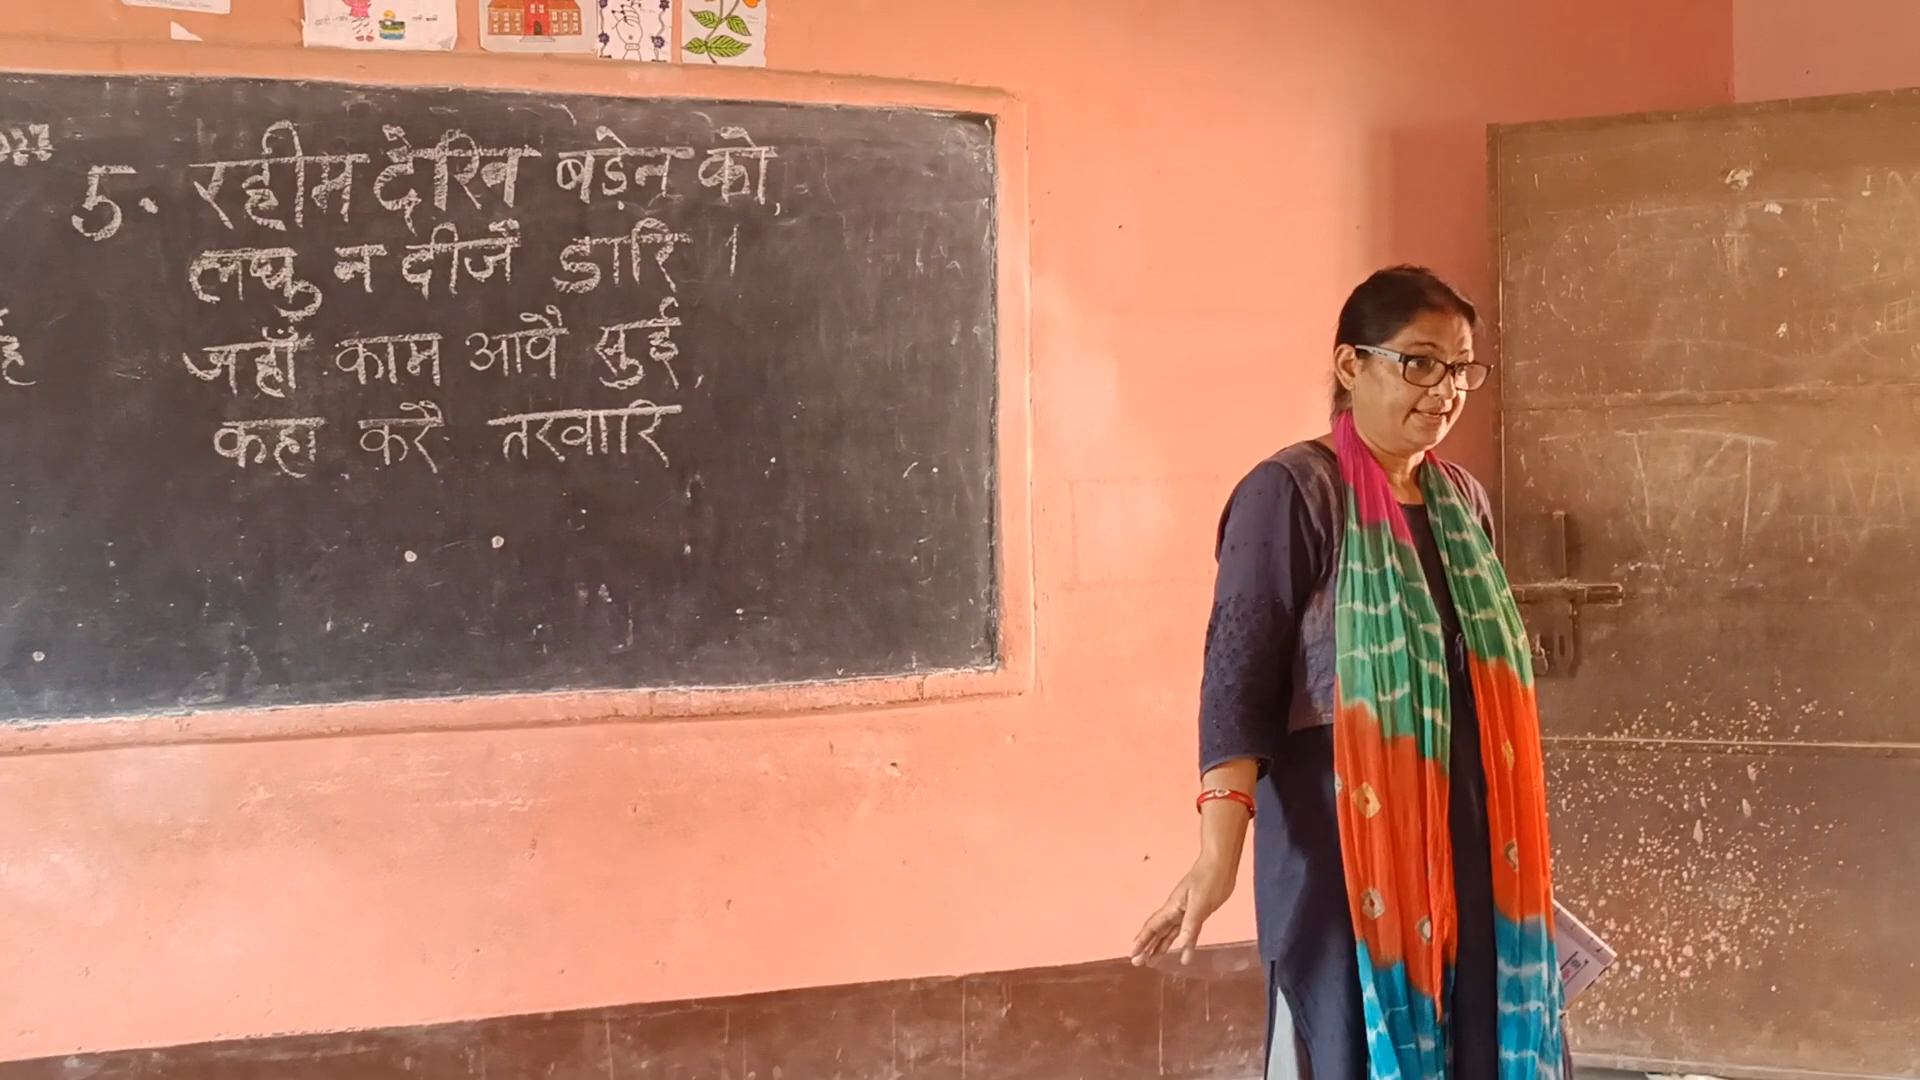 5. रहीम देखि बड़ेन को,
लघु न दीजै डारि ।
जहाँ काम आवै सुई,
कहा करै तरवारि